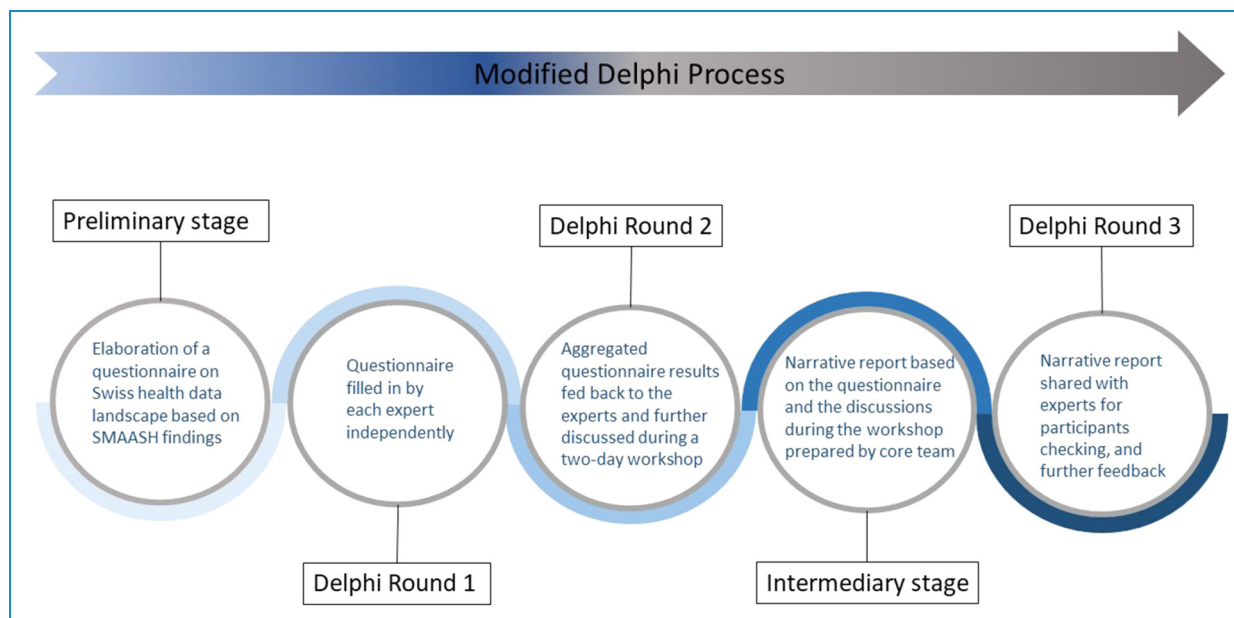 Modified Delphi Process
Preliminary stage
Elaboration of a
questionnaire on
Swiss health data
landscape based on
SMAASH findings
Questionnaire
filled in by
each expert
independently
Delphi Round 1
Delphi Round 2
Aggregated
questionnaire results
fed back to the
experts and further
discussed during a
two-day workshop
Narrative report based
on the questionnaire
and the discussions
during the workshop
prepared by core team
Intermediary stage
Delphi Round 3
Narrative report
shared with
experts for
participants
checking, and
further feedback